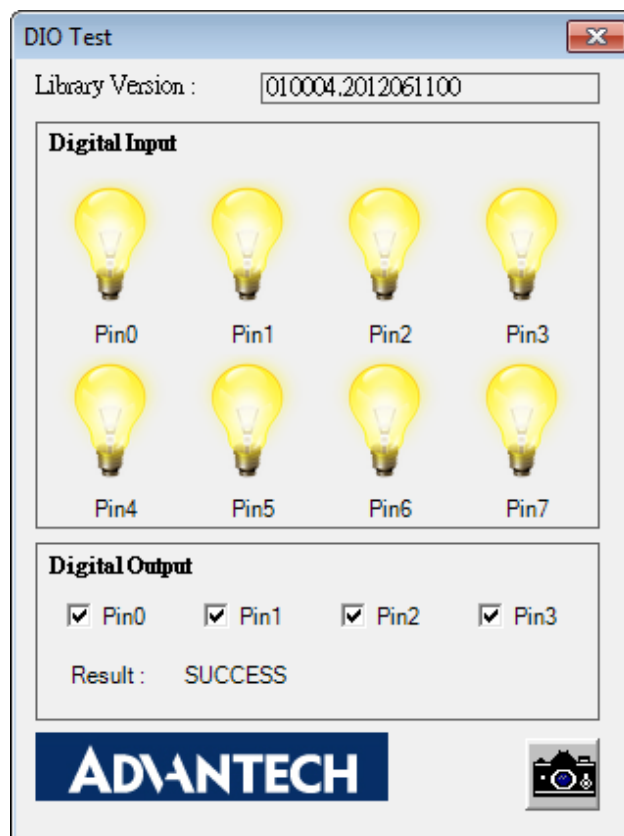 DIO Test
Library Version : 010004.2012061100
Digital Input
Pin0 Pin1 Pin2 Pin3
Pin4 Pin5 Pin6 Pin7
Digital Output
Pin0 Pin1 Pin2 Pin3
Result : SUCCESS
ADVANTECH